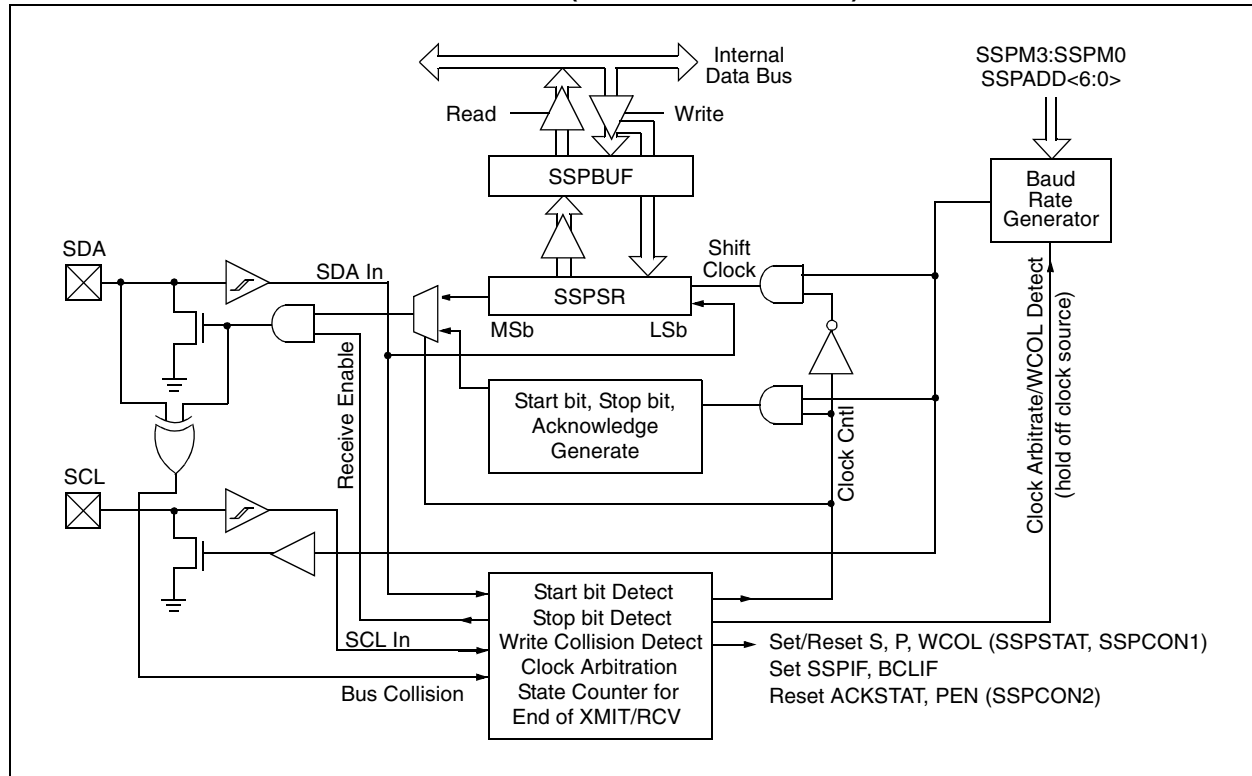 Internal
Data Bus
Read
Write
SSPM3:SSPM0
SSPADD<6:0>
SSPBUF
Baud
Rate
Generator
SDA
SDA In
Shift
Clock
SSPSR
MSb
LSb
Start bit, Stop bit,
Acknowledge
Generate
Receive Enable
Clock Cntl
Clock Arbitrate/WCOL Detect
(hold off clock source)
SCL
SCL In
Bus Collision
Start bit Detect
Stop bit Detect
Write Collision Detect
Clock Arbitration
State Counter for
End of XMIT/RCV
Set/Reset S, P, WCOL (SSPSTAT, SSPCON1)
Set SSPIF, BCLIF
Reset ACKSTAT, PEN (SSPCON2)